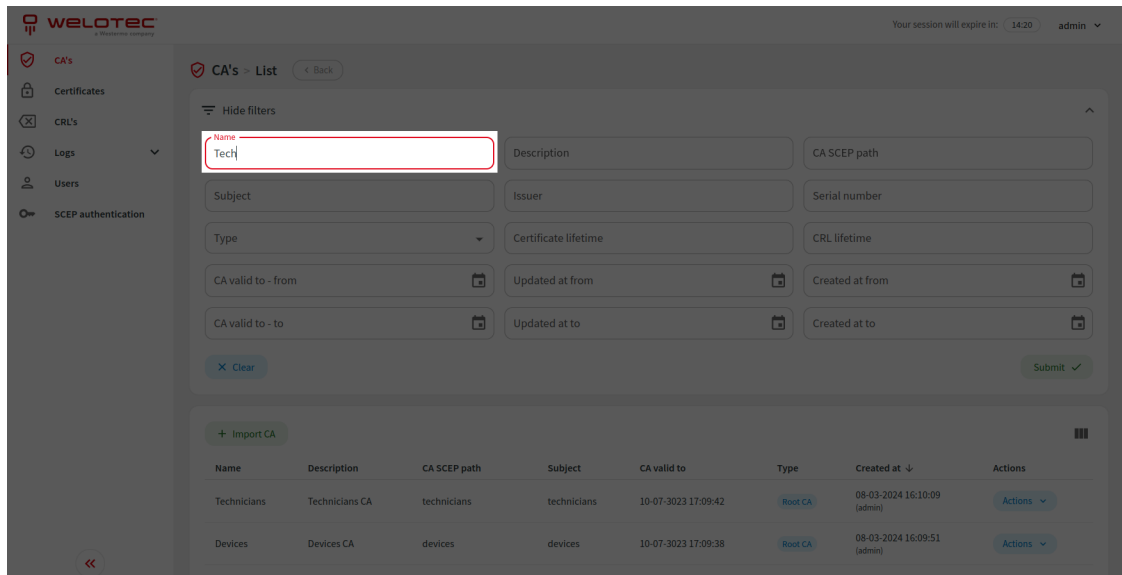 welotec
a Westermo company
Your session will expire in: 14:20 admin
CA's
Certificates
CRL's
Logs
Users
SCEP authentication
CA's > List < Back
Hide filters
Name
Tech
Description
CA SCEP path
Subject
Issuer
Serial number
Type
Certificate lifetime
CRL lifetime
CA valid to - from
Updated at from
Created at from
CA valid to - to
Updated at to
Created at to
Clear
Submit
+ Import CA
Name Description CA SCEP path Subject CA valid to Type Created at ↓ Actions
Technicians Technicians CA technicians technicians 10-07-3023 17:09:42 Root CA 08-03-2024 16:10:09 Actions
(admin)
Devices Devices CA devices devices 10-07-3023 17:09:38 Root CA 08-03-2024 16:09:51 Actions
(admin)